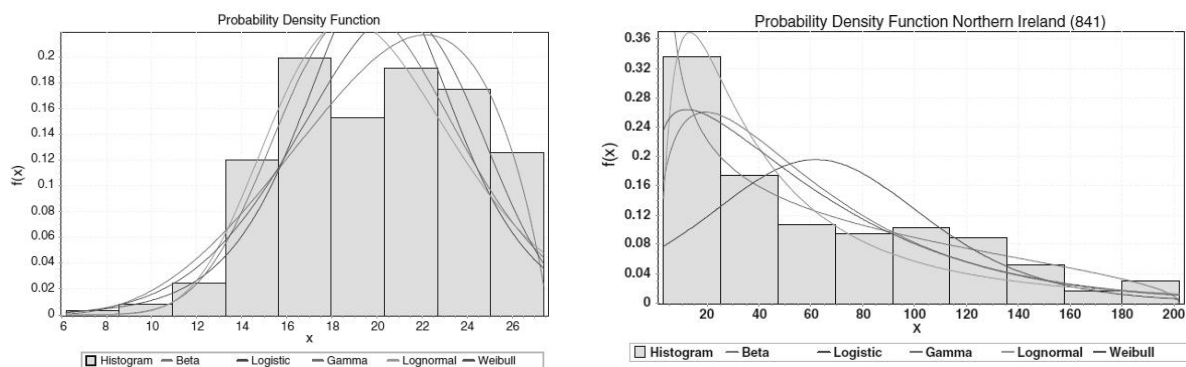 Probability Density Function
f(x)
0.2
0.18
0.16
0.14
0.12
0.1
0.08
0.06
0.04
0.02
0
6 8 10 12 14 16 18 20 22 24 26
x
Histogram Beta Logistic Gamma Lognormal Weibull
Probability Density Function Northern Ireland (841)
f(x)
0.36
0.32
0.28
0.24
0.2
0.16
0.12
0.08
0.04
0
20 40 60 80 100 120 140 160 180 200
x
Histogram Beta Logistic Gamma Lognormal Weibull